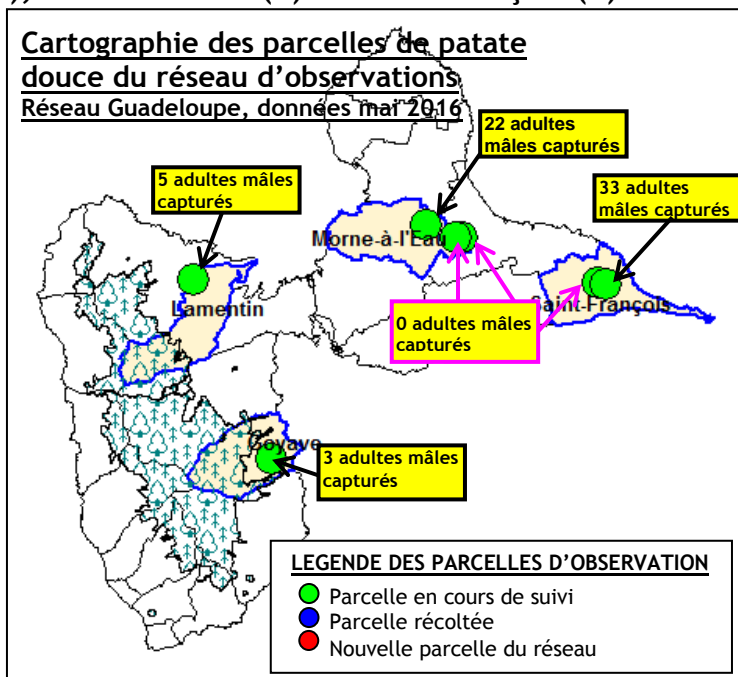 Cartographie des parcelles de patate
douce du réseau d'observations
Réseau Guadeloupe, données mai 2016
22 adultes
mâles capturés
5 adultes mâles
capturés
33 adultes
mâles capturés
Morne-à-l'Eau
Lamentin
Saint-François
0 adultes mâles
capturés
Goyave
3 adultes mâles
capturés
LEGENDE DES PARCELLES D'OBSERVATION
Parcelle en cours de suivi
Parcelle récoltée
Nouvelle parcelle du réseau